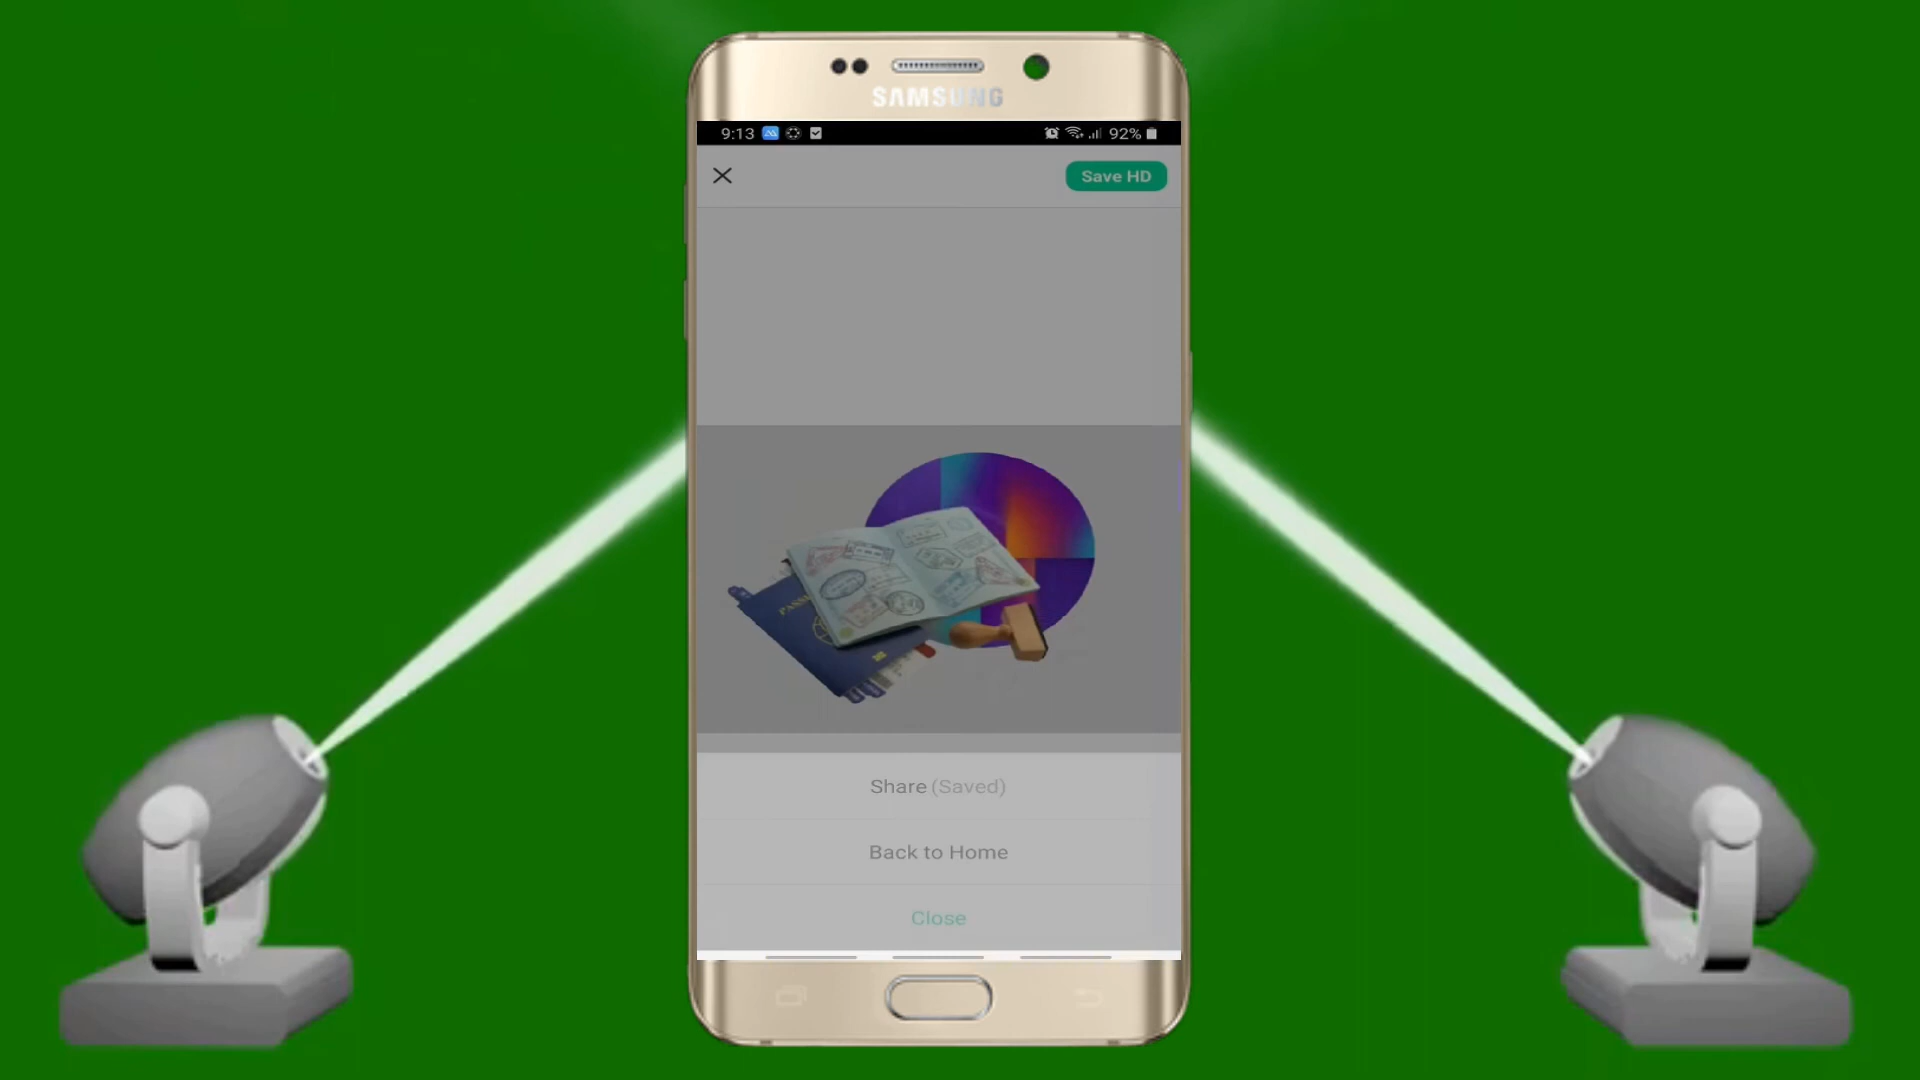 SAMSUNG
9:13
92%
Save HD
Share (Saved)
Back to Home
Close